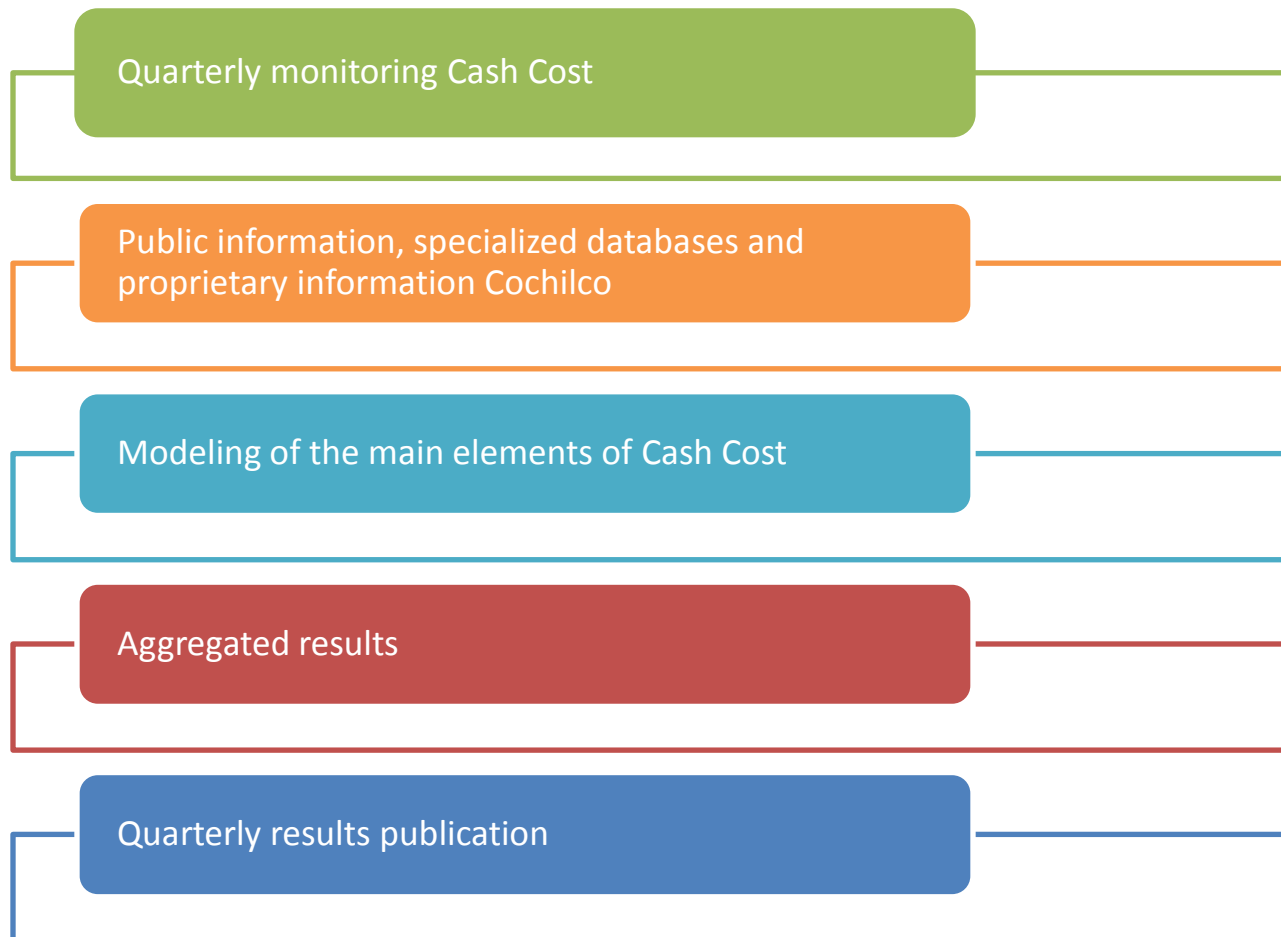 Quarterly monitoring Cash Cost
Public information, specialized databases and
proprietary information Cochilco
Modeling of the main elements of Cash Cost
Aggregated results
Quarterly results publication